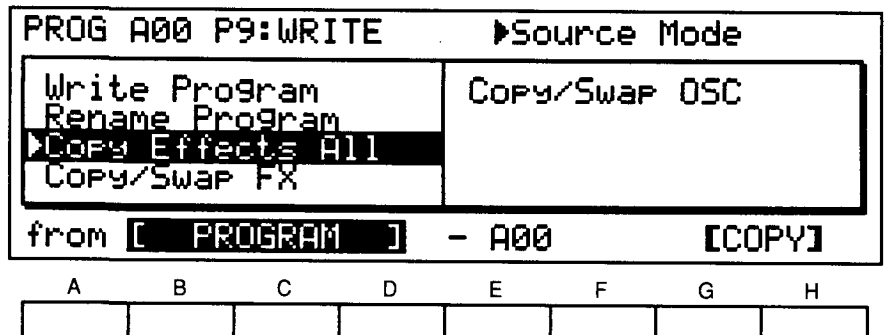 PROG A00 P9:WRITE ▶Source Mode
Write Program Copy/Swap OSC
Rename Program
▶Copy Effects All
Copy/Swap FX
from [ PROGRAM ] - A00 [COPY]
A B C D E F G H